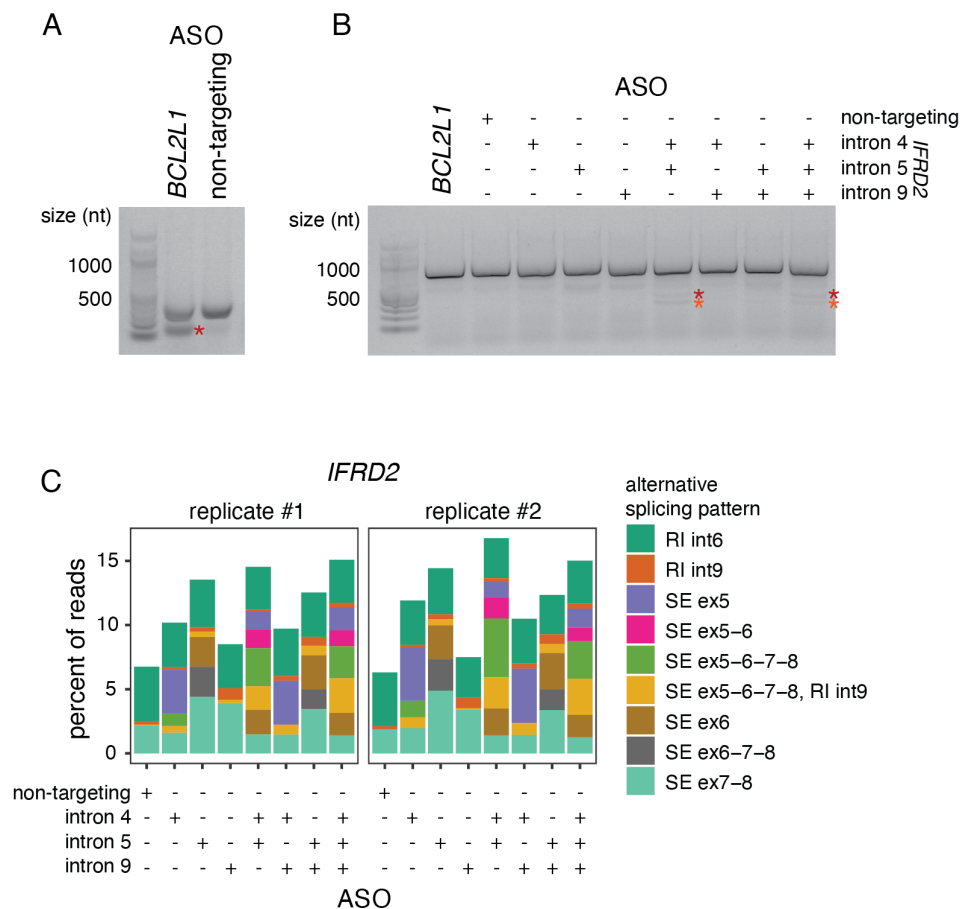 A
ASO
BCL2L1
non-targeting
size (nt)
1000
500
*
B
ASO
BCL2L1
+ - - - - - - - non-targeting
- + - - + + - + intron 4
- - + - + - + + intron 5
- - - + - + + + intron 9
IFRD2
size (nt)
1000
500
* *
* *
C
IFRD2
replicate #1 replicate #2
percent of reads
15
10
5
0
non-targeting + - - - - - - - + - - - - - - -
intron 4 - + - - + + - + - + - - + + - +
intron 5 - - + - + - + + - - + - + - + +
intron 9 - - - + - + + + - - - + - + + +
ASO
alternative
splicing pattern
RI int6
RI int9
SE ex5
SE ex5–6
SE ex5–6–7–8
SE ex5–6–7–8, RI int9
SE ex6
SE ex6–7–8
SE ex7–8